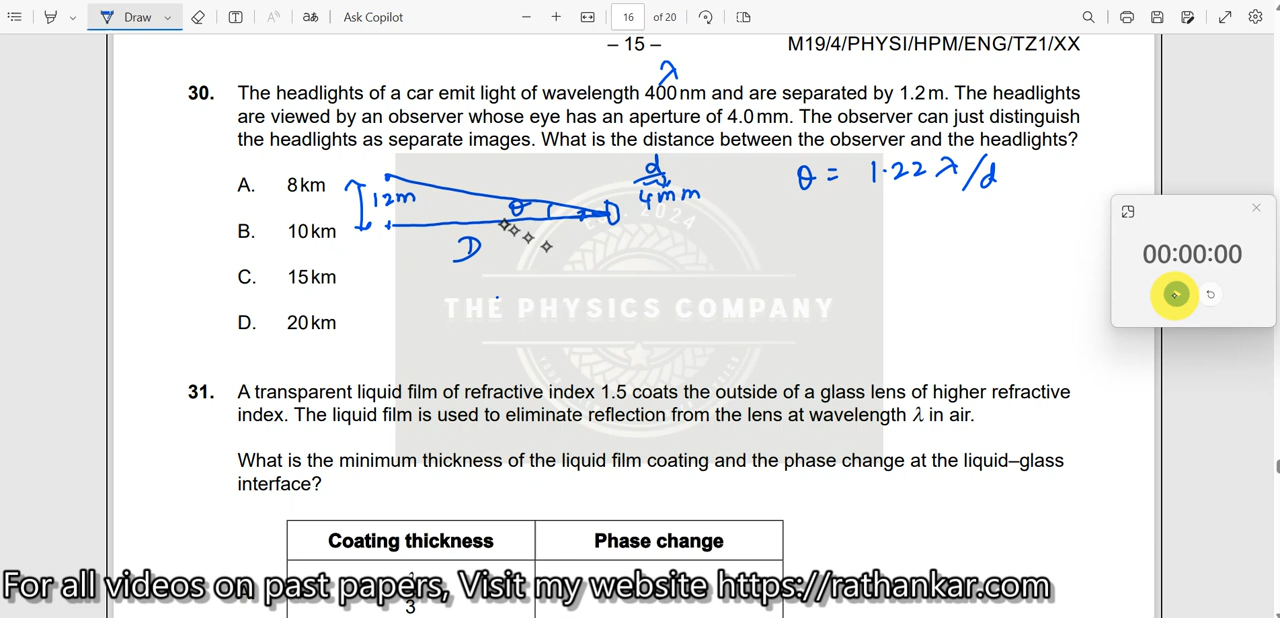 Draw
aあ
Ask Copilot
16 of 20
– 15 –
M19/4/PHYSI/HPM/ENG/TZ1/XX
λ
30. The headlights of a car emit light of wavelength 400 nm and are separated by 1.2 m. The headlights
are viewed by an observer whose eye has an aperture of 4.0 mm. The observer can just distinguish
the headlights as separate images. What is the distance between the observer and the headlights?
A. 8 km
B. 10 km
C. 15 km
D. 20 km
1.2m
θ
D
d
4mm
θ = 1.22 λ/d
EST. 2024
THE PHYSICS COMPANY
00:00:00
31. A transparent liquid film of refractive index 1.5 coats the outside of a glass lens of higher refractive
index. The liquid film is used to eliminate reflection from the lens at wavelength λ in air.
What is the minimum thickness of the liquid film coating and the phase change at the liquid–glass
interface?
Coating thickness Phase change
3
For all videos on past papers, Visit my website https://rathankar.com